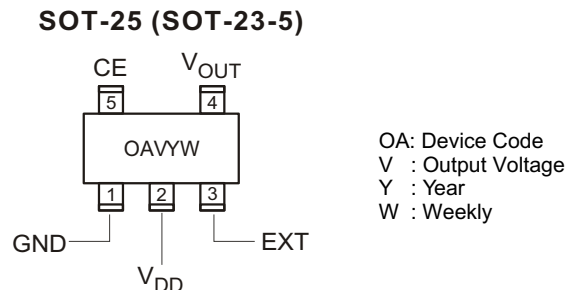 SOT-25 (SOT-23-5)
CE VOUT
5 4
OAVYW
1 2 3
GND EXT
VDD
OA: Device Code
V : Output Voltage
Y : Year
W : Weekly